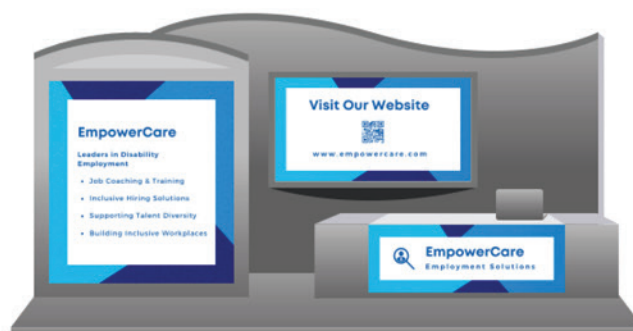 EmpowerCare
Leaders in Disability
Employment
• Job Coaching & Training
• Inclusive Hiring Solutions
• Supporting Talent Diversity
• Building Inclusive Workplaces
Visit Our Website
www.empowercare.com
EmpowerCare
Employment Solutions